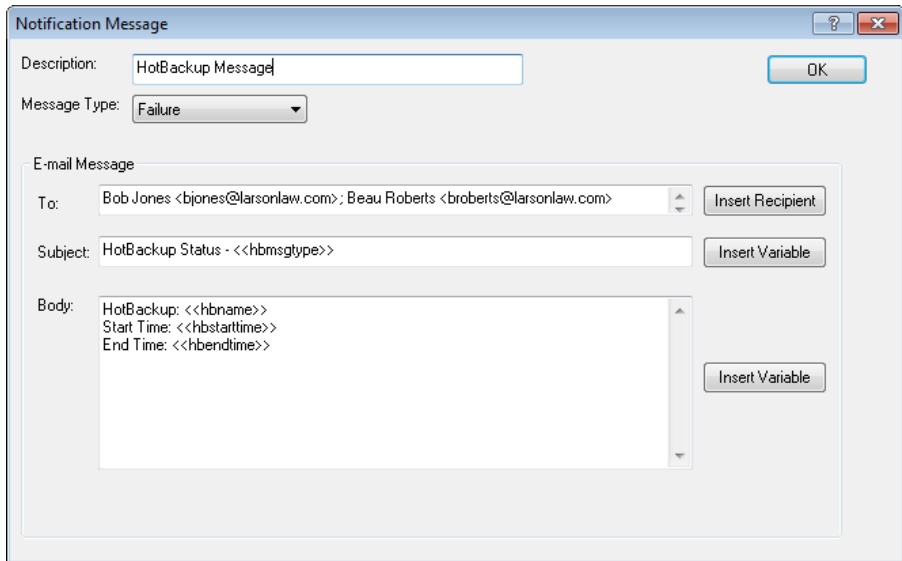 Notification Message
Description: HotBackup Message
OK
Message Type: Failure
E-mail Message
To: Bob Jones <bjones@larsonlaw.com>; Beau Roberts <broberts@larsonlaw.com> Insert Recipient
Subject: HotBackup Status - <<hbmsgtype>> Insert Variable
Body: HotBackup: <<hbname>>
Start Time: <<hbstarttime>>
End Time: <<hbendtime>>
Insert Variable